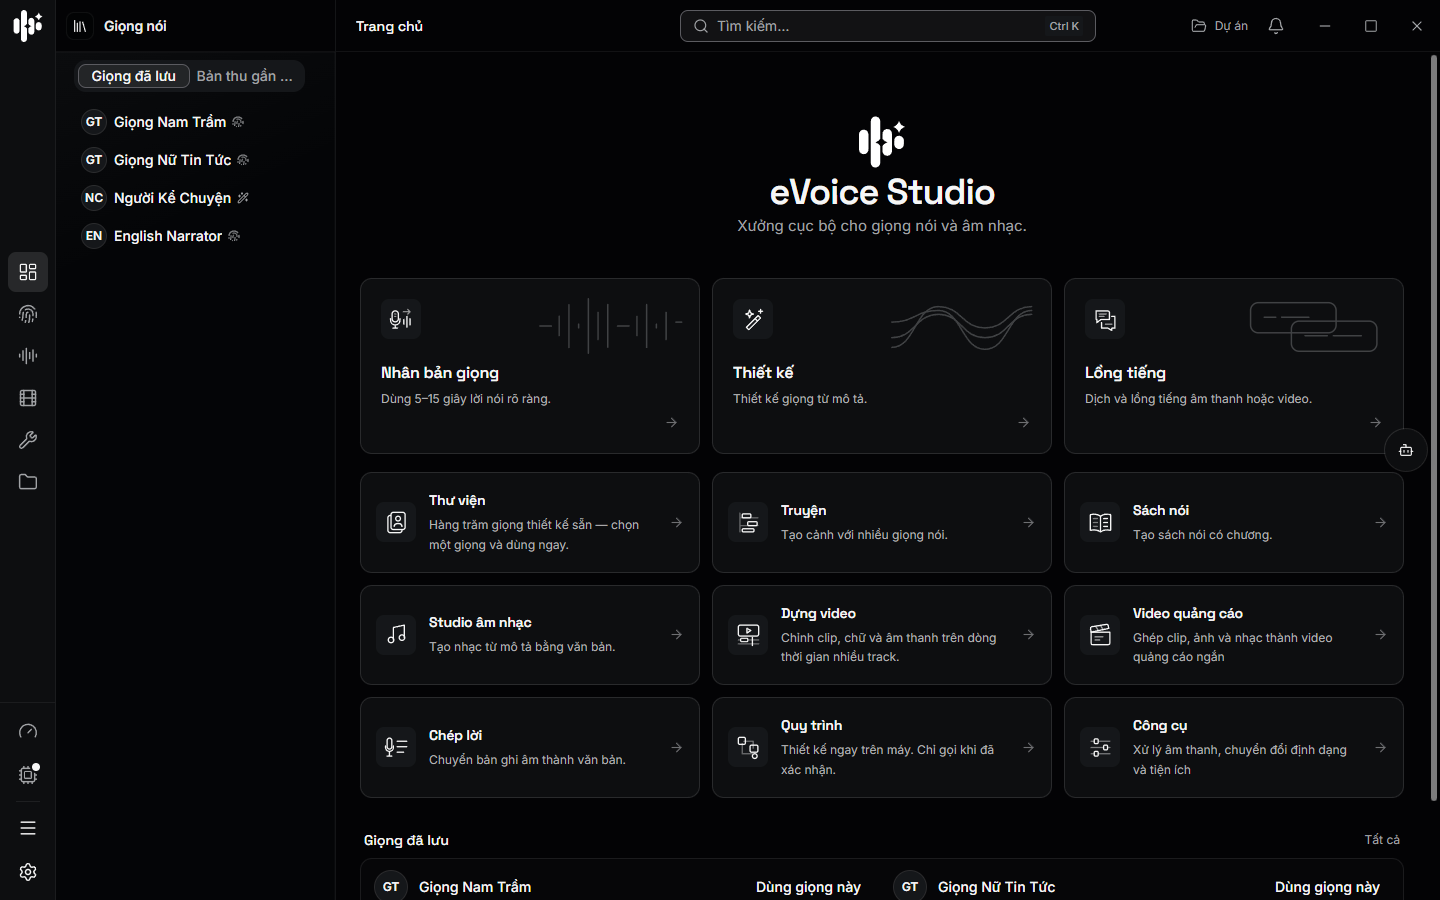 Giọng nói
Trang chủ
Tìm kiếm...
Ctrl K
Dự án
Giọng đã lưu
Bản thu gần ...
GT Giọng Nam Trầm
GT Giọng Nữ Tin Tức
NC Người Kể Chuyện
EN English Narrator
eVoice Studio
Xưởng cục bộ cho giọng nói và âm nhạc.
Nhân bản giọng
Dùng 5–15 giây lời nói rõ ràng.
Thiết kế
Thiết kế giọng từ mô tả.
Lồng tiếng
Dịch và lồng tiếng âm thanh hoặc video.
Thư viện
Hàng trăm giọng thiết kế sẵn — chọn
một giọng và dùng ngay.
Truyện
Tạo cảnh với nhiều giọng nói.
Sách nói
Tạo sách nói có chương.
Studio âm nhạc
Tạo nhạc từ mô tả bằng văn bản.
Dựng video
Chỉnh clip, chữ và âm thanh trên dòng
thời gian nhiều track.
Video quảng cáo
Ghép clip, ảnh và nhạc thành video
quảng cáo ngắn
Chép lời
Chuyển bản ghi âm thành văn bản.
Quy trình
Thiết kế ngay trên máy. Chỉ gọi khi đã
xác nhận.
Công cụ
Xử lý âm thanh, chuyển đổi định dạng
và tiện ích
Giọng đã lưu
Tất cả
GT Giọng Nam Trầm
Dùng giọng này
GT Giọng Nữ Tin Tức
Dùng giọng này